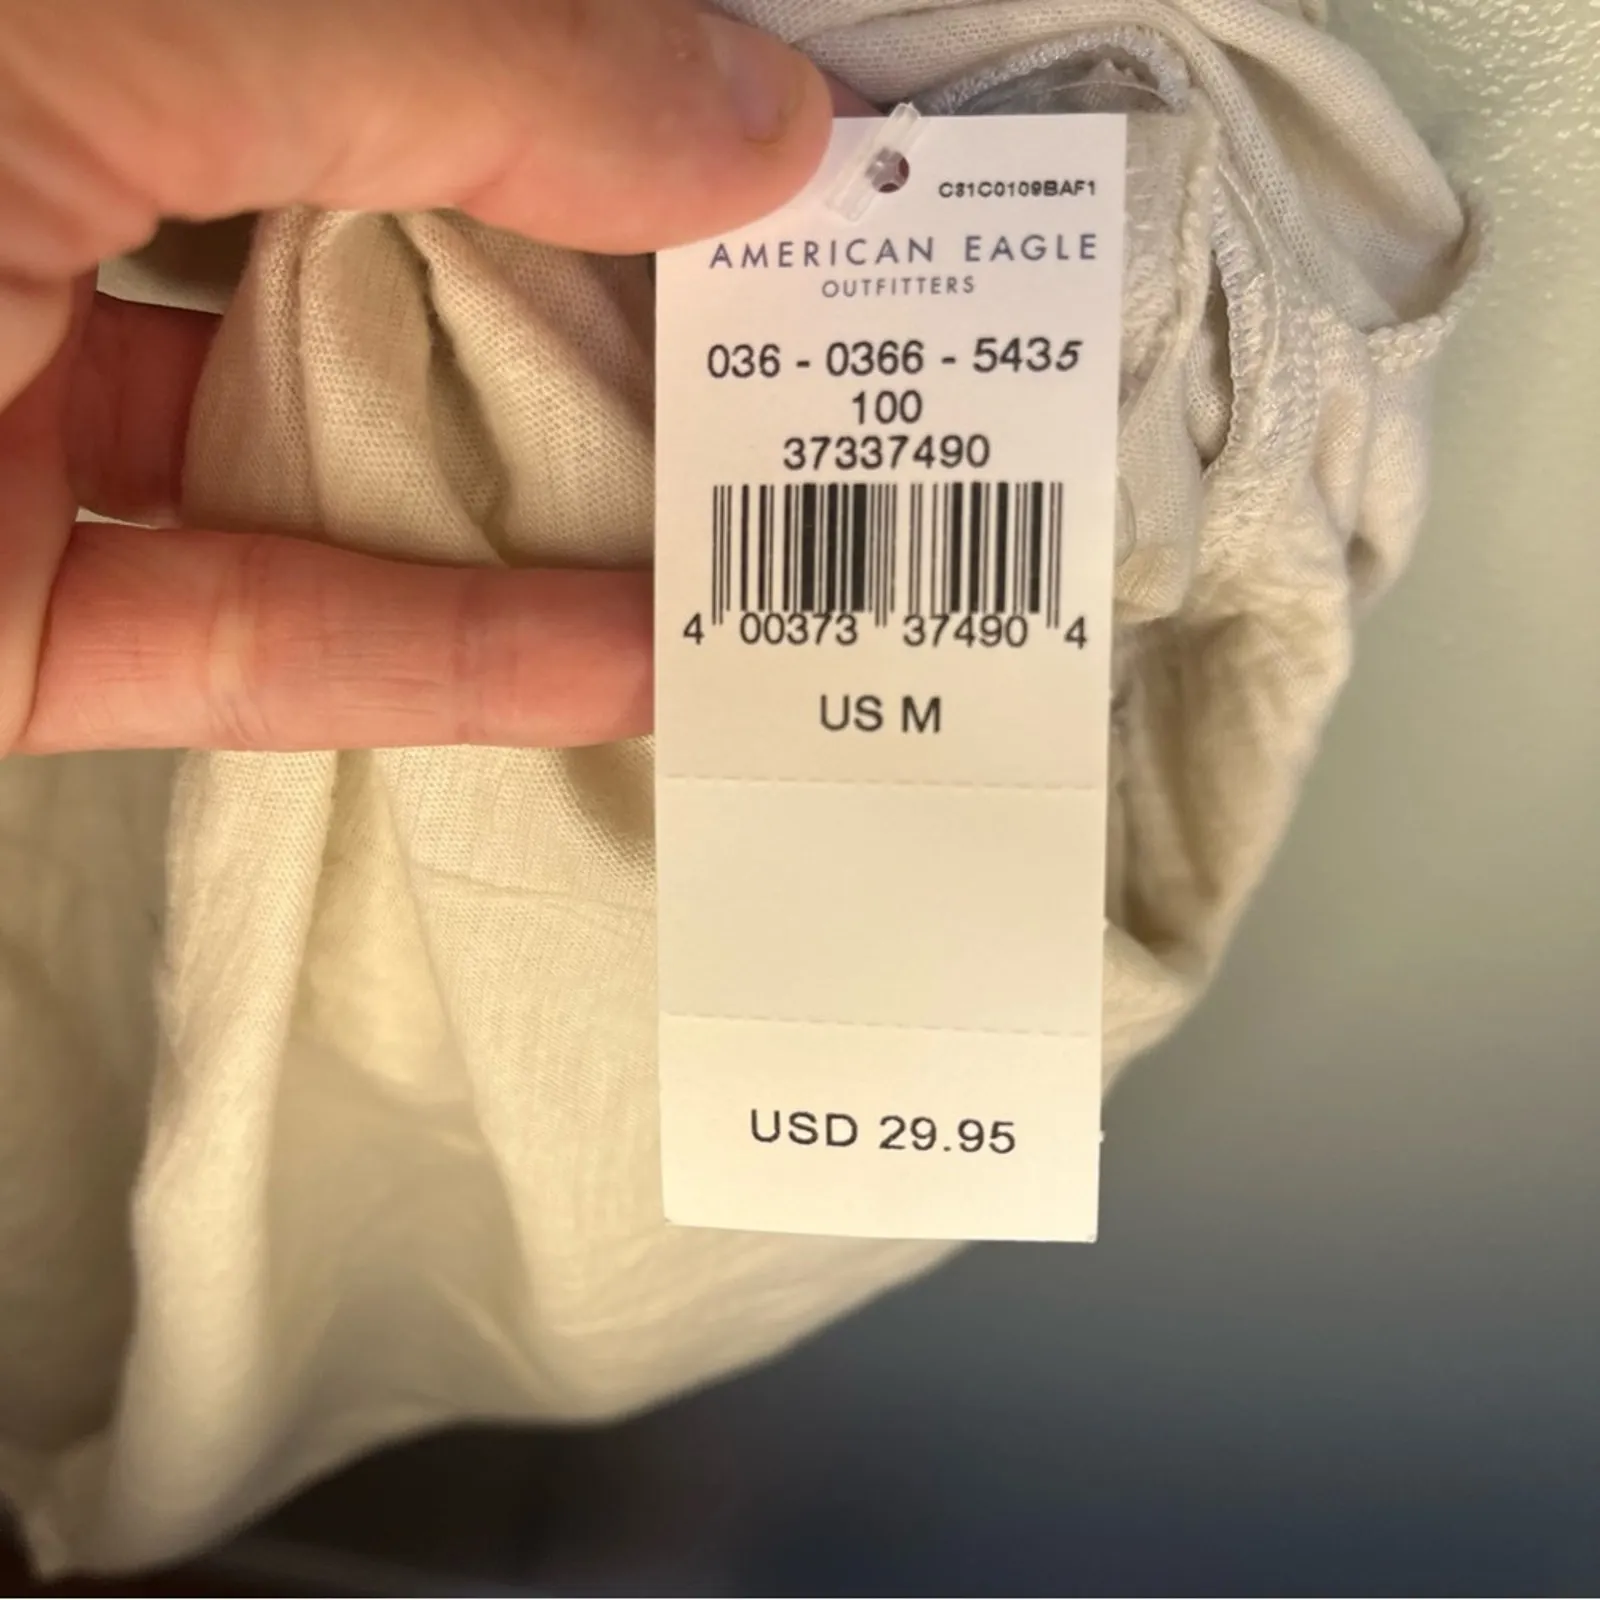 C81C0109BAF1
AMERICAN EAGLE
OUTFITTERS
036 - 0366 - 5435
100
37337490
4 " 00373 " 37490 " 4
US M
USD 29.95